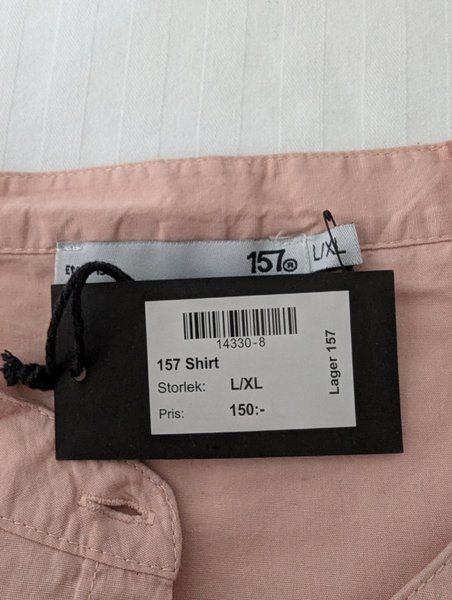 157®
L/XL
14330-8
157 Shirt
Storlek: L/XL
Pris: 150:-
Lager 157